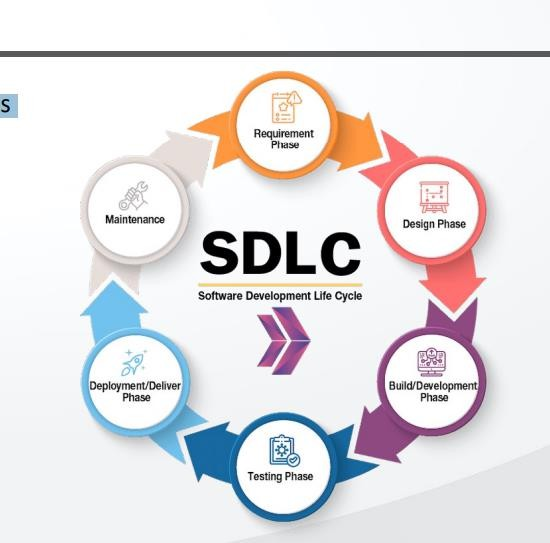 s
Requirement
Phase
Maintenance
Design Phase
SDLC
Software Development Life Cycle
Deployment/Deliver
Phase
Build/Development
Phase
Testing Phase